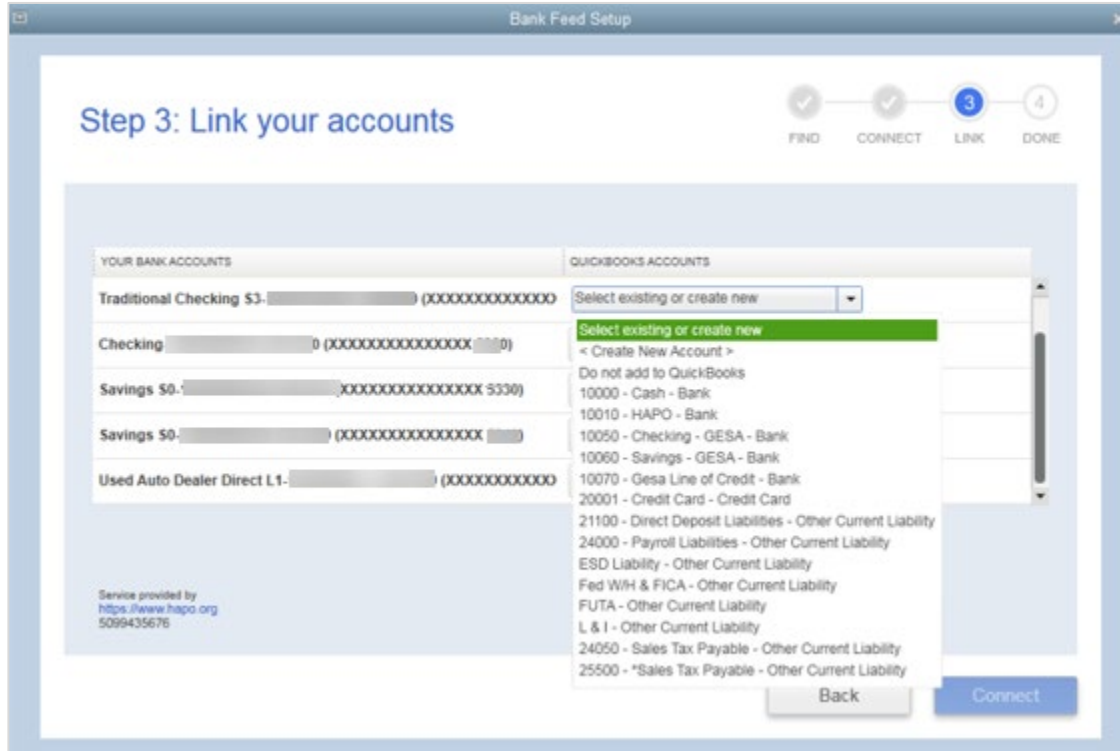 Bank Feed Setup
Step 3: Link your accounts
3
4
FIND CONNECT LINK DONE
YOUR BANK ACCOUNTS QUICKBOOKS ACCOUNTS
Traditional Checking S3- (XXXXXXXXXXXXX Select existing or create new
Select existing or create new
Checking 0 (XXXXXXXXXXXXXXX 0)
< Create New Account >
Do not add to QuickBooks
Savings S0- XXXXXXXXXXXXXXX
10000 - Cash - Bank
10010 - HAPO - Bank
Savings S0- (XXXXXXXXXXXXXXX )
10050 - Checking - GESA - Bank
10060 - Savings - GESA - Bank
Used Auto Dealer Direct L1- (XXXXXXXXXXX
10070 - Gesa Line of Credit - Bank
20001 - Credit Card - Credit Card
21100 - Direct Deposit Liabilities - Other Current Liability
24000 - Payroll Liabilities - Other Current Liability
ESD Liability - Other Current Liability
Fed W/H & FICA - Other Current Liability
FUTA - Other Current Liability
L & I - Other Current Liability
24050 - Sales Tax Payable - Other Current Liability
25500 - *Sales Tax Payable - Other Current Liability
Service provided by
https://www.hapo.org
5099435676
Back Connect